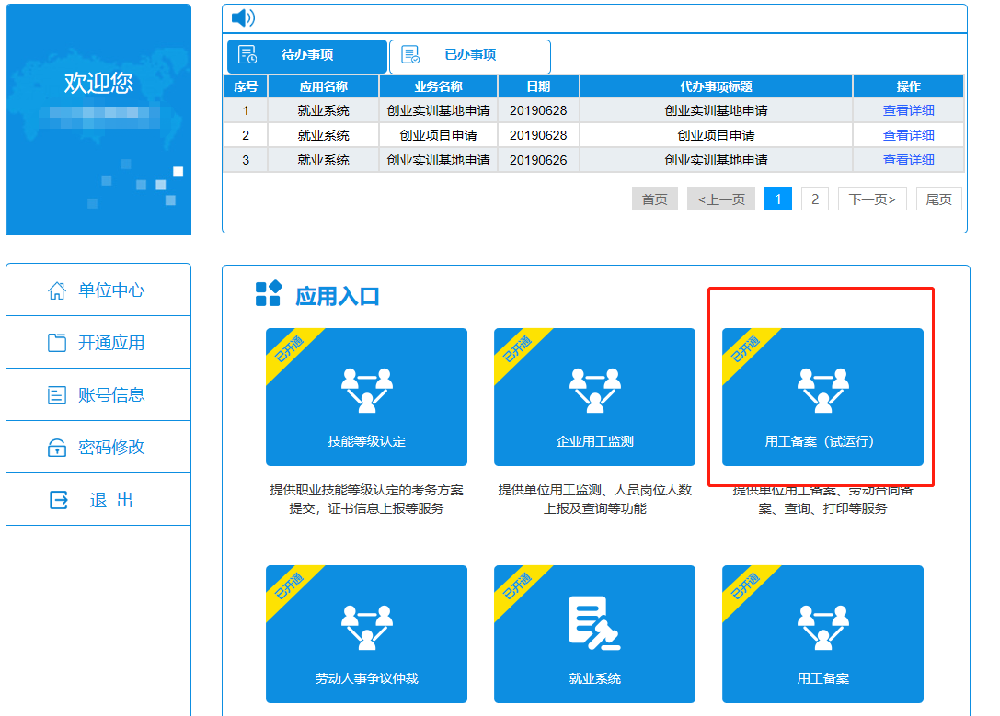 欢迎您
单位中心
开通应用
账号信息
密码修改
退 出
待办事项 已办事项
序号 应用名称 业务名称 日期 代办事项标题 操作
1 就业系统 创业实训基地申请 20190628 创业实训基地申请 查看详细
2 就业系统 创业项目申请 20190628 创业项目申请 查看详细
3 就业系统 创业实训基地申请 20190626 创业实训基地申请 查看详细
首页 <上一页 1 2 下一页> 尾页
应用入口
已开通 已开通 已开通
技能等级认定 企业用工监测 用工备案（试运行）
提供职业技能等级认定的考务方案 提供单位用工监测、人员岗位人数 提供单位用工备案、劳动合同备
提交，证书信息上报等服务 上报及查询等功能 案、查询、打印等服务
已开通 已开通 已开通
劳动人事争议仲裁 就业系统 用工备案